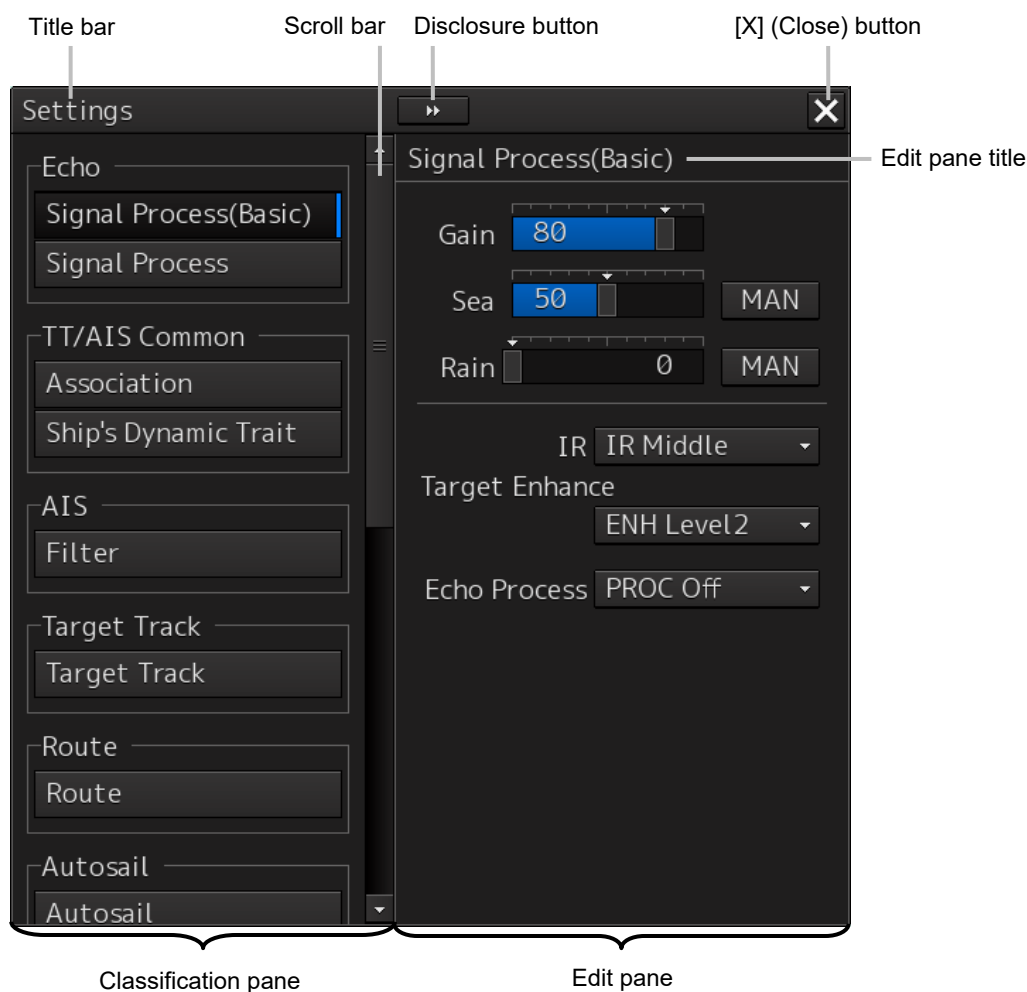 Title bar
Scroll bar
Disclosure button
[X] (Close) button
Settings
Echo
Signal Process(Basic)
Signal Process
TT/AIS Common
Association
Ship's Dynamic Trait
AIS
Filter
Target Track
Target Track
Route
Route
Autosail
Autosail
Signal Process(Basic)
Edit pane title
Gain 80
Sea 50 MAN
Rain 0 MAN
IR IR Middle
Target Enhance
ENH Level2
Echo Process PROC Off
Classification pane
Edit pane